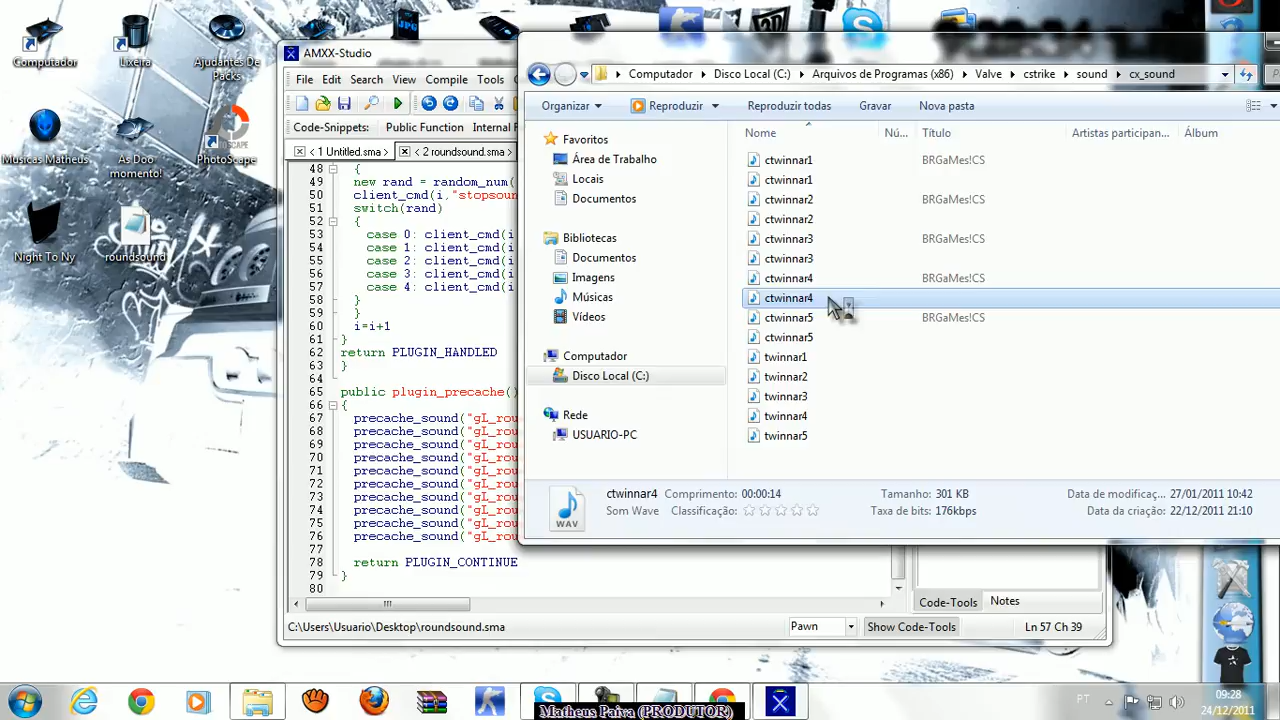 Computador
Lixeira
Ajudantes De Packs
Musicas Matheus
As Doo momento!
PhotoScape
Night To Ny
roundsound
AMXX-Studio
File Edit Search View Compile Tools
Code-Snippets: Public Function Internal F
< 1 Untitled.sma > < 2 roundsound.sma >
48 {
49 new rand = random_num(
50 client_cmd(i,"stopsoun
51 switch(rand)
52 {
53 case 0: client_cmd(i
54 case 1: client_cmd(i
55 case 2: client_cmd(i
56 case 3: client_cmd(i
57 case 4: client_cmd(i
58 }
59 }
60 i=i+1
61 }
62 return PLUGIN_HANDLED
63 }
64
65 public plugin_precache()
66 {
67 precache_sound("gL_rou
68 precache_sound("gL_rou
69 precache_sound("gL_rou
70 precache_sound("gL_rou
71 precache_sound("gL_rou
72 precache_sound("gL_rou
73 precache_sound("gL_rou
74 precache_sound("gL_rou
75 precache_sound("gL_rou
76 precache_sound("gL_rou
78 return PLUGIN_CONTINUE
79 }
80
Code-Tools Notes
C:\Users\Usuario\Desktop\roundsound.sma Pawn Show Code-Tools Ln 57 Ch 39
Computador Disco Local (C:) Arquivos de Programas (x86) Valve cstrike sound cx_spund
Organizar Reproduzir Reproduzir todas Gravar Nova pasta
Favoritos
Área de Trabalho
Locais
Documentos
Bibliotecas
Documentos
Imagens
Músicas
Vídeos
Computador
Disco Local (C:)
Rede
USUARIO-PC
Nome Nú... Título Artistas participan... Álbum
ctwinnar1 BRGaMes!CS
ctwinnar1
ctwinnar2 BRGaMes!CS
ctwinnar2
ctwinnar3 BRGaMes!CS
ctwinnar3
ctwinnar4 BRGaMes!CS
ctwinnar4
ctwinnar5 BRGaMes!CS
ctwinnar5
twinnar1
twinnar2
twinnar3
twinnar4
twinnar5
WAV
ctwinnar4 Comprimento: 00:00:14 Tamanho: 301 KB Data de modificaç... 27/01/2011 10:42
Som Wave Classificação: Taxa de bits: 176kbps Data da criação: 22/12/2011 21:10
PT
09:28
24/12/2011
Matheus Paiva (PRODUTOR)